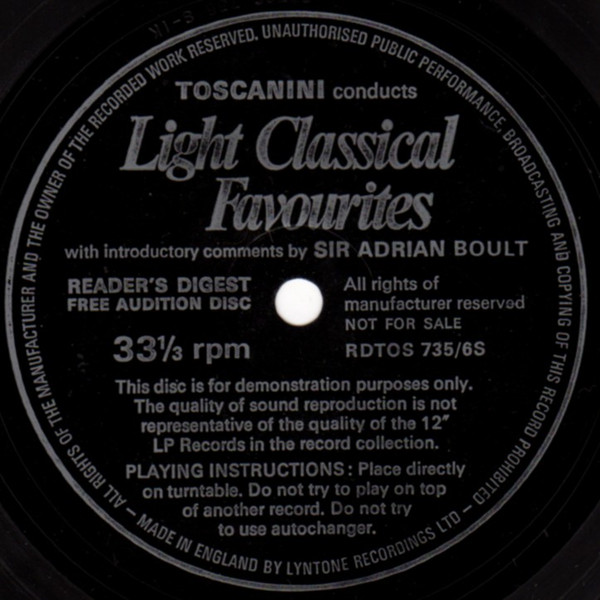 ALL RIGHTS OF THE MANUFACTURER AND THE OWNER OF THE RECORDED WORK RESERVED. UNAUTHORISED PUBLIC PERFORMANCE, BROADCASTING AND COPYING OF THIS RECORD PROHIBITED
TOSCANINI conducts
Light Classical
Favourites
with introductory comments by SIR ADRIAN BOULT
READER'S DIGEST
FREE AUDITION DISC
33⅓ rpm
All rights of
manufacturer reserved
NOT FOR SALE
RDTOS 735/6S
This disc is for demonstration purposes only.
The quality of sound reproduction is not
representative of the quality of the 12"
LP Records in the record collection.
PLAYING INSTRUCTIONS: Place directly
on turntable. Do not try to play on top
of another record. Do not try
to use autochanger.
– MADE IN ENGLAND BY LYNTONE RECORDINGS LTD –